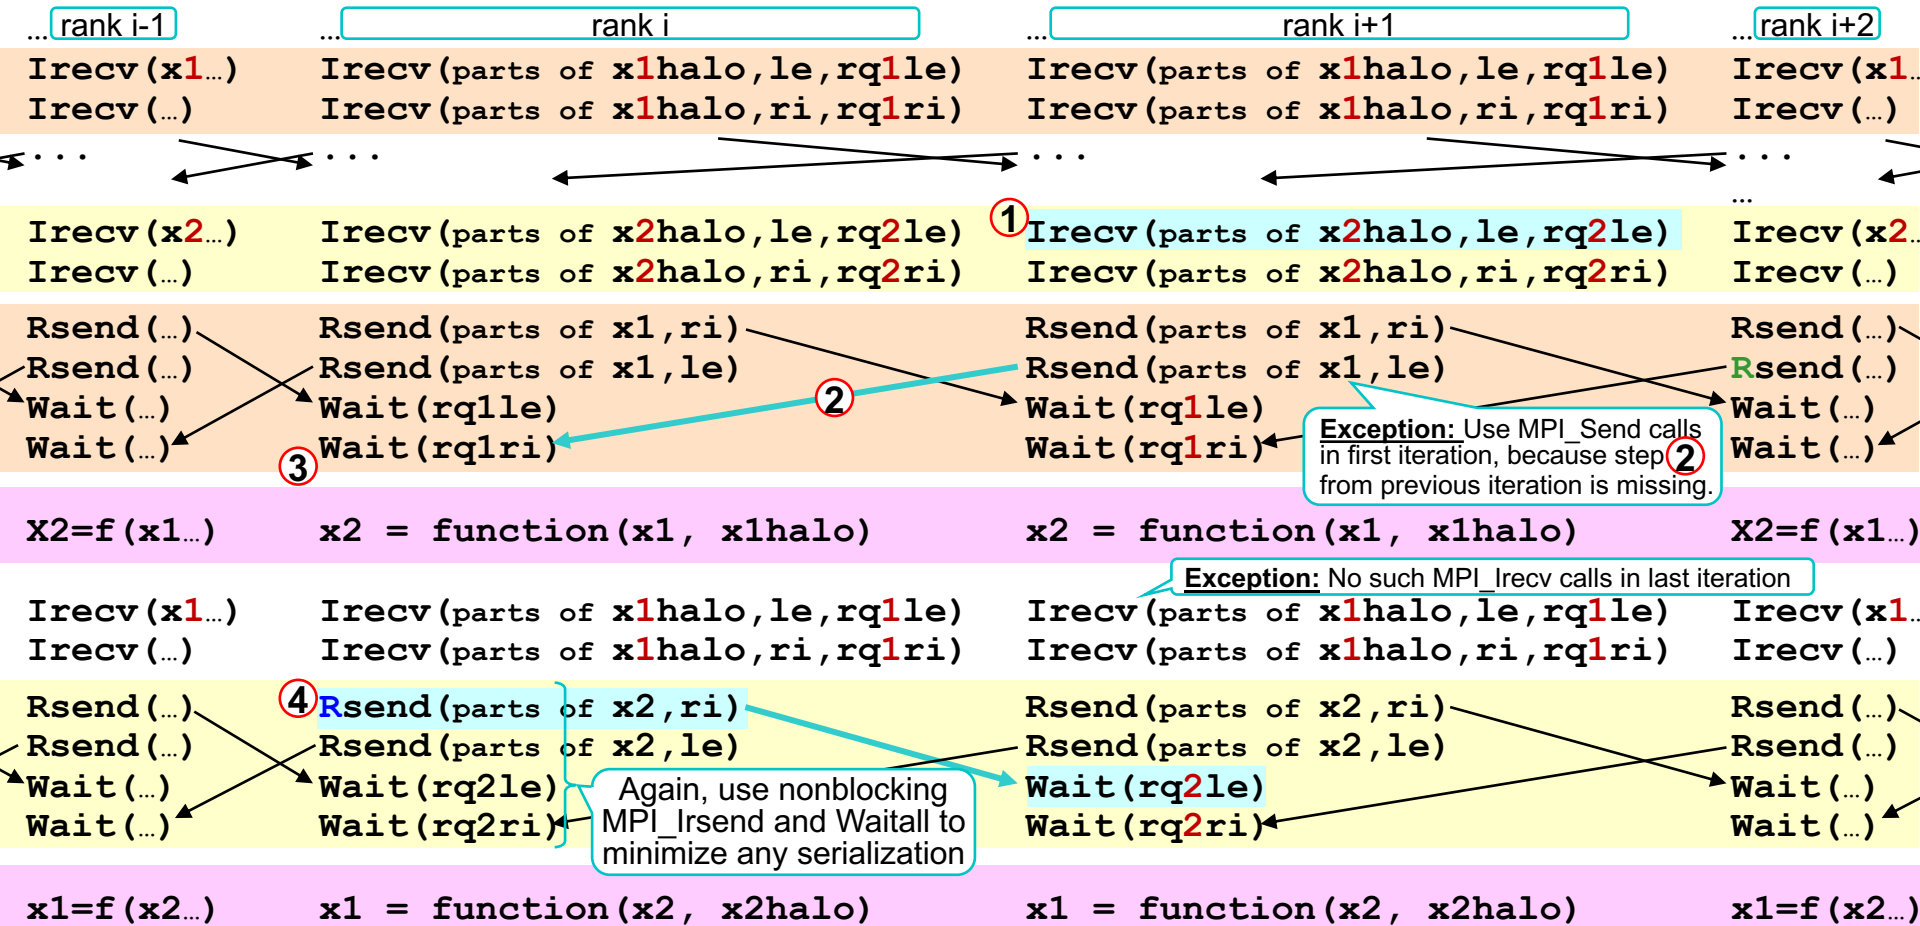 … rank i-1 … rank i … rank i+1 … rank i+2
Irecv(x1…) Irecv(parts of x1halo,le,rq1le) Irecv(parts of x1halo,le,rq1le) Irecv(x1…
Irecv(…) Irecv(parts of x1halo,ri,rq1ri) Irecv(parts of x1halo,ri,rq1ri) Irecv(…)
... ... ... ...
…
Irecv(x2…) Irecv(parts of x2halo,le,rq2le) 1 Irecv(parts of x2halo,le,rq2le) Irecv(x2…
Irecv(…) Irecv(parts of x2halo,ri,rq2ri) Irecv(parts of x2halo,ri,rq2ri) Irecv(…)
Rsend(…) Rsend(parts of x1,ri) Rsend(parts of x1,ri) Rsend(…)
Rsend(…) Rsend(parts of x1,le) Rsend(parts of x1,le) Rsend(…)
Wait(…) Wait(rq1le) 2 Wait(rq1le) Wait(…)
Wait(…) Wait(rq1ri) Wait(rq1ri) Wait(…)
3
Exception: Use MPI_Send calls
in first iteration, because step 2
from previous iteration is missing.
X2=f(x1…) x2 = function(x1, x1halo) x2 = function(x1, x1halo) X2=f(x1…)
Exception: No such MPI_Irecv calls in last iteration
Irecv(x1…) Irecv(parts of x1halo,le,rq1le) Irecv(parts of x1halo,le,rq1le) Irecv(x1…
Irecv(…) Irecv(parts of x1halo,ri,rq1ri) Irecv(parts of x1halo,ri,rq1ri) Irecv(…)
Rsend(…) 4 Rsend(parts of x2,ri) Rsend(parts of x2,ri) Rsend(…)
Rsend(…) Rsend(parts of x2,le) Rsend(parts of x2,le) Rsend(…)
Wait(…) Wait(rq2le) Wait(rq2le) Wait(…)
Wait(…) Wait(rq2ri) Wait(rq2ri) Wait(…)
Again, use nonblocking
MPI_Irsend and Waitall to
minimize any serialization
x1=f(x2…) x1 = function(x2, x2halo) x1 = function(x2, x2halo) x1=f(x2…)